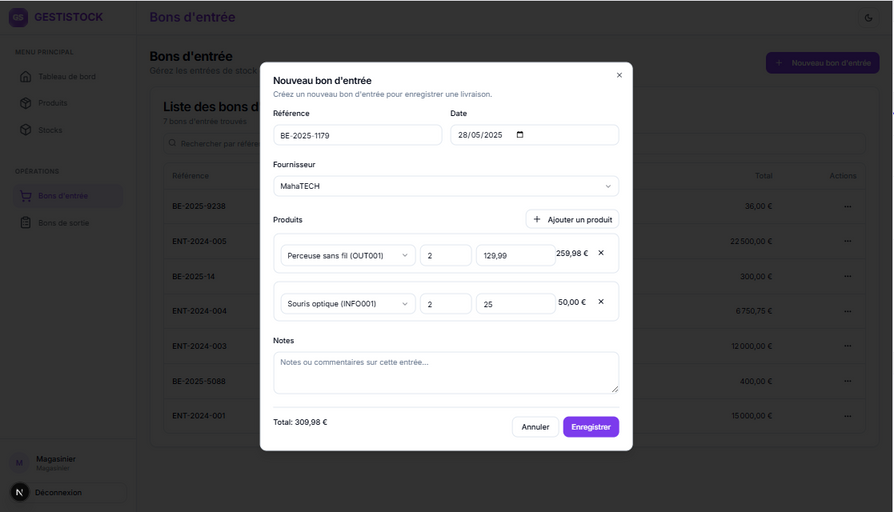 GS GESTISTOCK
Bons d'entrée
MENU PRINCIPAL
Tableau de bord
Produits
Stocks
OPÉRATIONS
Bons d'entrée
Bons de sortie
M Magasinier
Magasinier
N Déconnexion
Bons d'entrée
Gérez les entrées de stock
+ Nouveau bon d'entrée
Liste des bons d
7 bons d'entrée trouvés
Rechercher par référe
Référence Total Actions
BE-2025-9238 36,00 € ...
ENT-2024-005 22 500,00 € ...
BE-2025-14 300,00 € ...
ENT-2024-004 6 750,75 € ...
ENT-2024-003 12 000,00 € ...
BE-2025-5088 400,00 € ...
ENT-2024-001 15 000,00 € ...
Nouveau bon d'entrée
Créez un nouveau bon d'entrée pour enregistrer une livraison.
Référence Date
BE-2025-1179 28/05/2025
Fournisseur
MahaTECH
Produits + Ajouter un produit
Perceuse sans fil (OUT001) 2 129,99 259,98 €
Souris optique (INFO001) 2 25 50,00 €
Notes
Notes ou commentaires sur cette entrée...
Total: 309,98 €
Annuler Enregistrer